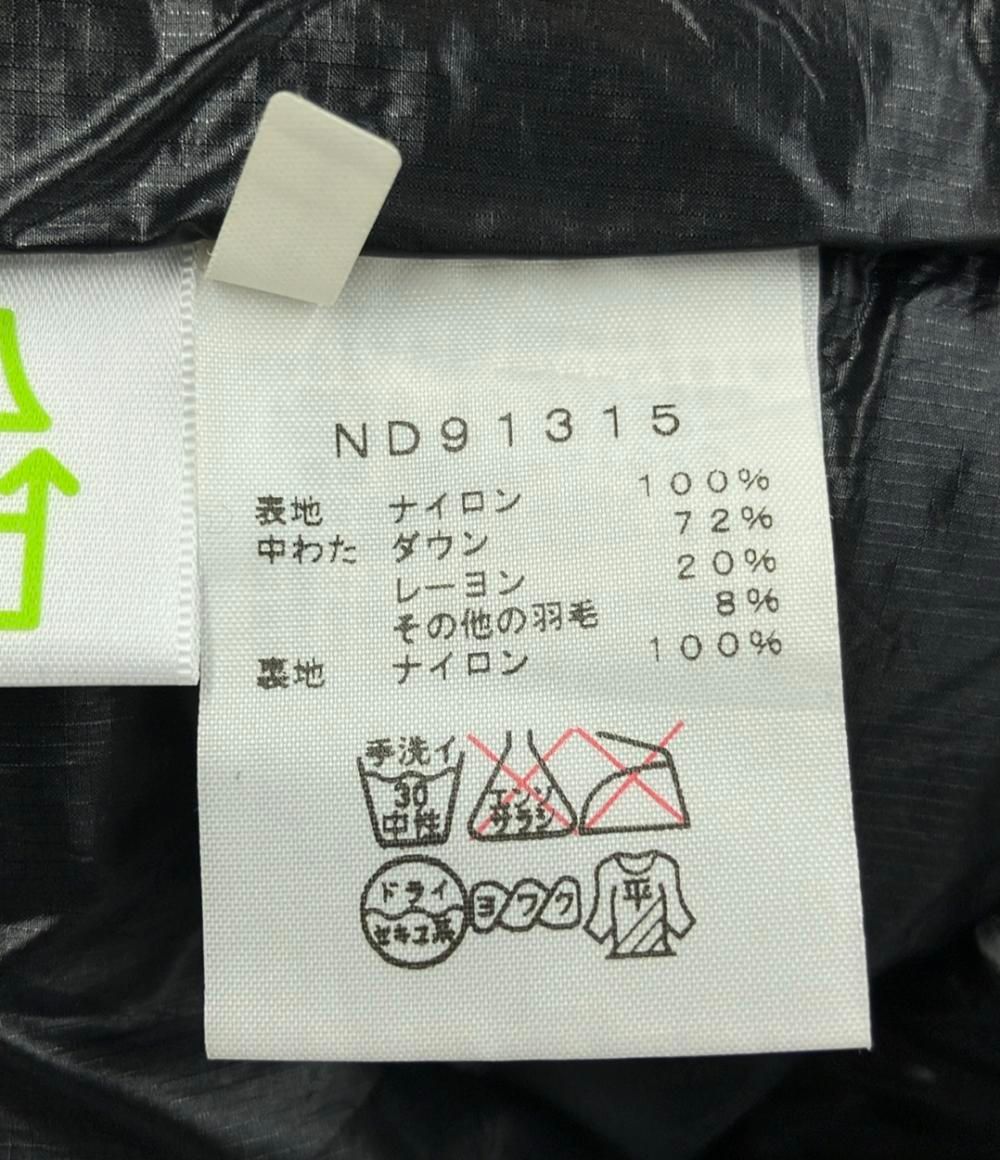 ND91315
表地 ナイロン 100%
中わた ダウン 72%
レーヨン 20%
その他の羽毛 8%
裏地 ナイロン 100%
手洗イ
30
中性
エンソ
サラシ
ドライ
セキユ系
ヨワク
平